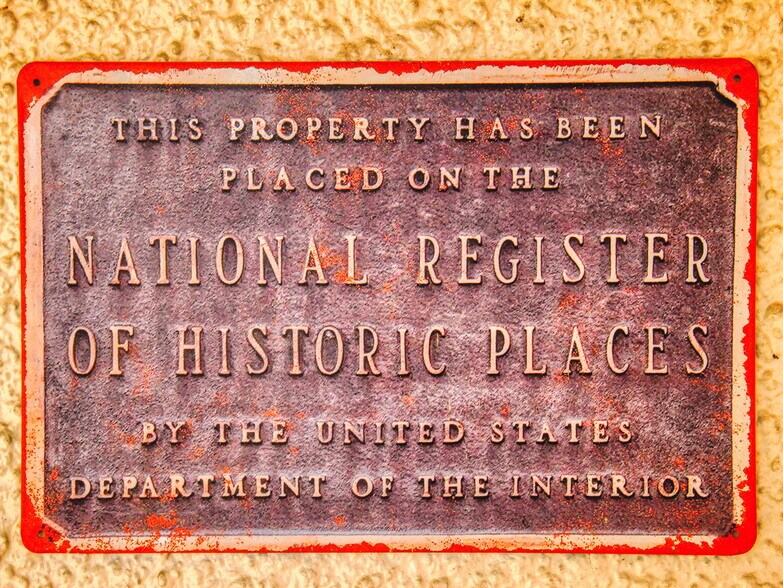 THIS PROPERTY HAS BEEN
PLACED ON THE
NATIONAL REGISTER
OF HISTORIC PLACES
BY THE UNITED STATES
DEPARTMENT OF THE INTERIOR